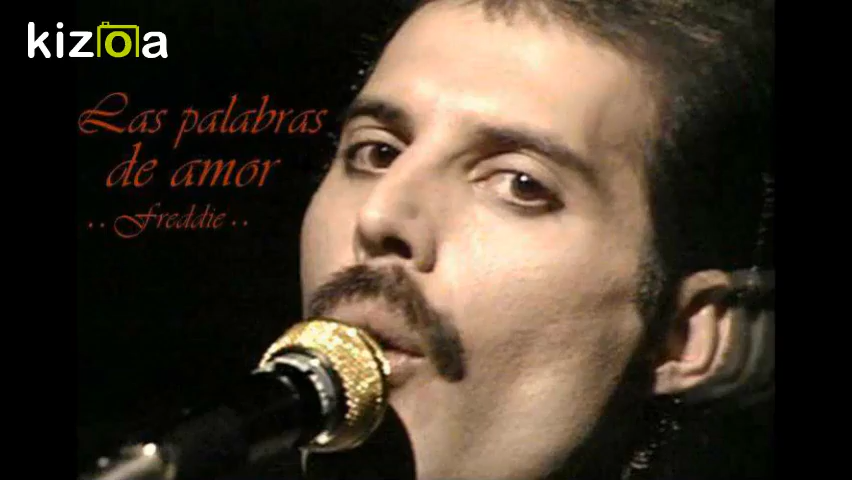 kizoa
Las palabras
de amor
.. Freddie ..